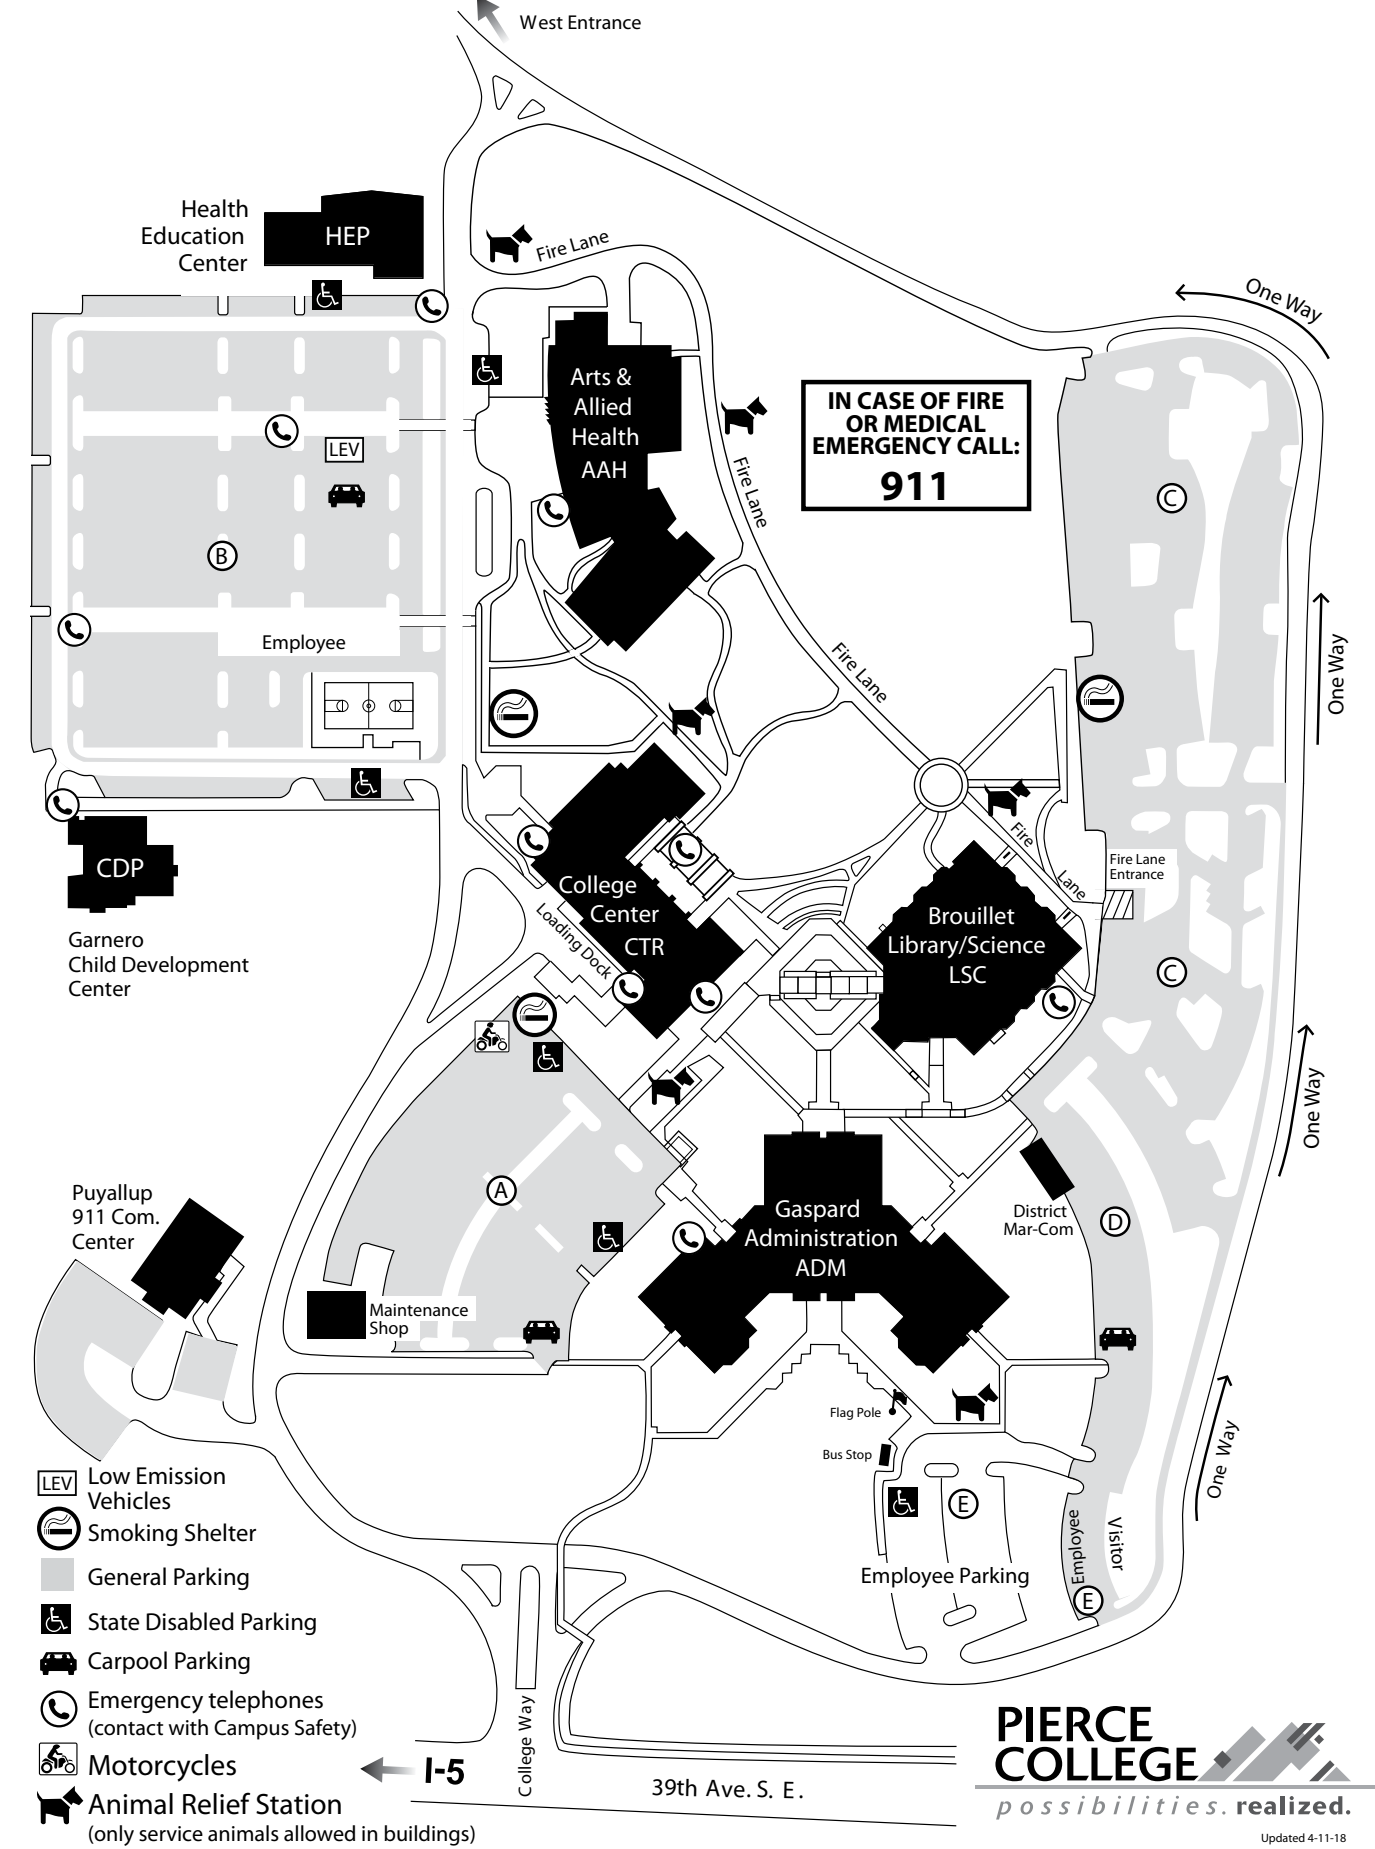 West Entrance
Health
Education
Center
HEP
Fire Lane
One Way
Arts &
Allied
Health
AAH
IN CASE OF FIRE
OR MEDICAL
EMERGENCY CALL:
911
LEV
Fire Lane
C
B
Employee
Fire Lane
One Way
CDP
Fire
Lane
Fire Lane
Entrance
College
Center
CTR
Loading Dock
Brouillet
Library/Science
LSC
Garnero
Child Development
Center
C
One Way
A
Puyallup
911 Com.
Center
Gaspard
Administration
ADM
District
Mar-Com
D
Maintenance
Shop
Flag Pole
Bus Stop
One Way
E
Employee Parking
Employee
Visitor
E
LEV
Low Emission
Vehicles
Smoking Shelter
General Parking
State Disabled Parking
Carpool Parking
Emergency telephones
(contact with Campus Safety)
Motorcycles
Animal Relief Station
(only service animals allowed in buildings)
I-5
College Way
39th Ave. S. E.
PIERCE
COLLEGE
possibilities. realized.
Updated 4-11-18